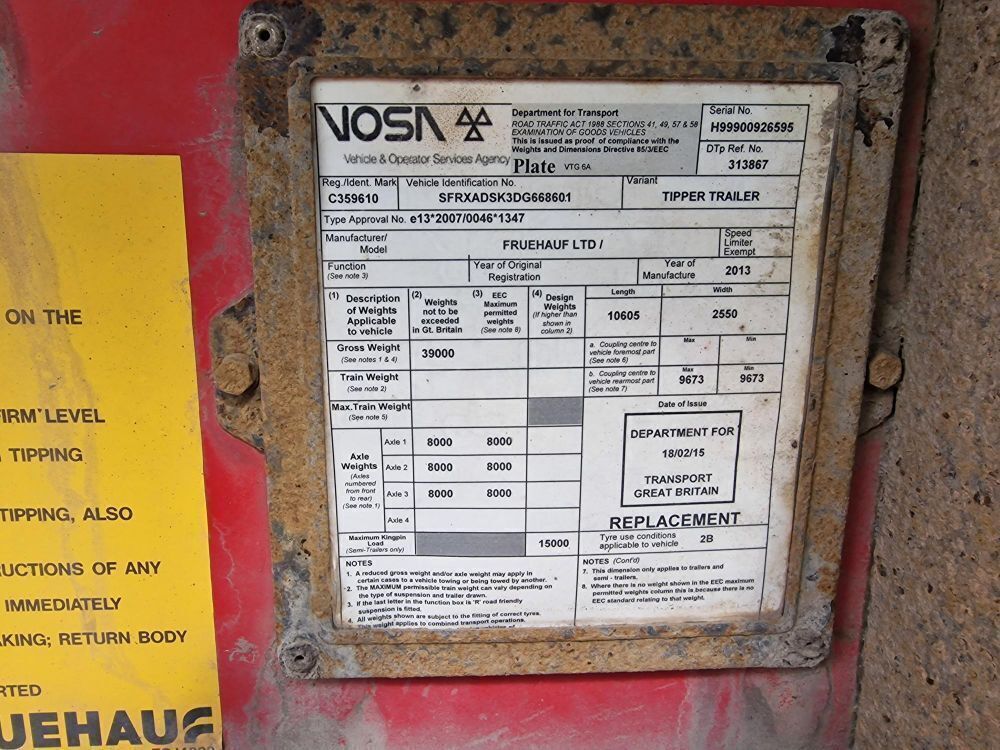 ON THE
FIRM LEVEL
TIPPING
TIPPING, ALSO
IMMEDIATELY
RETURN BODY
VOSA
Vehicle & Operator Services Agency
Department for Transport
ROAD TRAFFIC ACT 1988 SECTIONS 41, 49, 57 & 58
EXAMINATION OF GOODS VEHICLES
This is issued as proof of compliance with the
Weights and Dimensions Directive 85/3/EEC
Plate VTG 6A
Serial No.
H99900926595
DTp Ref. No.
313867
Reg./Ident. Mark
C359610
Vehicle Identification No.
SFRXADSK3DG668601
Variant
TIPPER TRAILER
Type Approval No. e13*2007/0046*1347
Manufacturer/
Model
FRUEHAUF LTD /
Speed
Limiter
Exempt
Function
(See note 3)
Year of Original
Registration
Year of
Manufacture
2013
(1) Description
of Weights
Applicable
to vehicle
(2) Weights
not to be
exceeded
in Gt. Britain
(3) EEC
Maximum
permitted
weights
(See note 8)
(4) Design
Weights
(If higher than
shown in
column 2)
Length
10605
Width
2550
Gross Weight
(See notes 1 & 4)
39000
a. Coupling centre to
vehicle foremost part
(See note 6)
Max
Min
Train Weight
(See note 2)
b. Coupling centre to
vehicle rearmost part
(See note 7)
Max
9673
Min
9673
Max.Train Weight
(See note 5)
Axle
Weights
(Axles
numbered
from front
to rear)
(See note 1)
Axle 1 8000 8000
Axle 2 8000 8000
Axle 3 8000 8000
Axle 4
Maximum Kingpin
Load
(Semi-Trailers only)
15000
Date of Issue
DEPARTMENT FOR
18/02/15
TRANSPORT
GREAT BRITAIN
REPLACEMENT
Tyre use conditions
applicable to vehicle 2B
NOTES
1. A reduced gross weight and/or axle weight may apply in
certain cases to a vehicle towing or being towed by another.
2. The MAXIMUM permissible train weight can vary depending on
the type of suspension and trailer drawn.
3. If the last letter in the function box is 'R' road friendly
suspension is fitted.
4. All weights shown are subject to the fitting of correct tyres.
This weight applies to combined transport operations.
NOTES (Cont'd)
7. This dimension only applies to trailers and
semi - trailers.
8. Where there is no weight shown in the EEC maximum
permitted weights column this is because there is no
EEC standard relating to that weight.